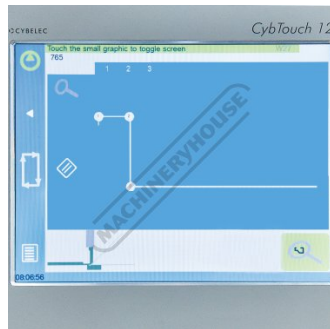 CYBELEC
CybTouch 12
Touch the small graphic to toggle screen
765
1 2 3
MACHINERYHOUSE
08:06:56